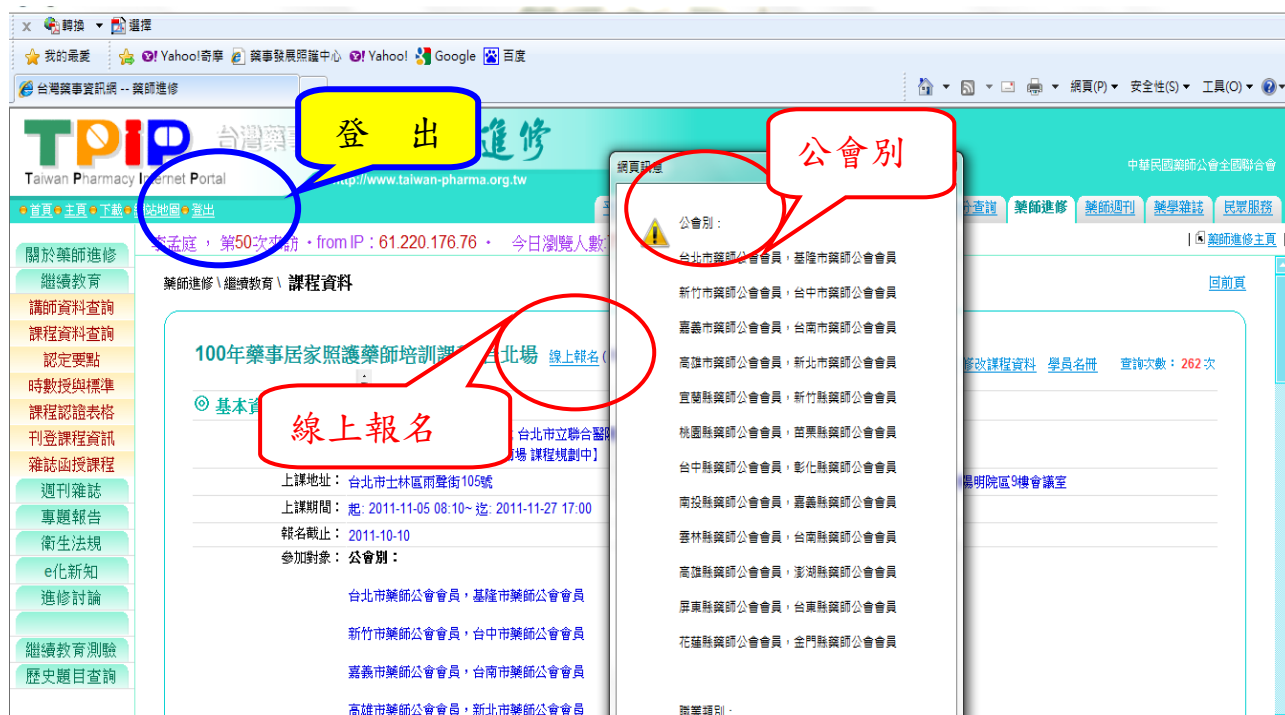 x 轉換 ▼ 選擇
我的最愛 Yahoo!奇摩 藥事發展照護中心 Yahoo! Google 百度
台灣藥事資訊網 -- 藥師進修
網頁(P) 安全性(S) 工具(O)
TPIP 台灣藥事 進修
登 出
公會別
Taiwan Pharmacy Internet Portal
http://www.taiwan-pharma.org.tw
中華民國藥師公會全國聯合會
首頁 主頁 下載 網站地圖 登出
分查詢 藥師進修 藥師週刊 藥學雜誌 民眾服務
李孟庭 , 第50次來訪 ‧from IP:61.220.176.76 ‧ 今日瀏覽人數
| 藥師進修主頁 |
藥師進修 \ 繼續教育 \ 課程資料
回前頁
關於藥師進修
繼續教育
講師資料查詢
課程資料查詢
認定要點
時數授與標準
課程認證表格
刊登課程資訊
雜誌函授課程
週刊雜誌
專題報告
衛生法規
e化新知
進修討論
繼續教育測驗
歷史題目查詢
100年藥事居家照護藥師培訓課程 台北場 線上報名 (
修改課程資料 學員名冊 查詢次數:262 次
◎ 基本資
線上報名
台北市立聯合醫院
場 課程規劃中】
陽明院區9樓會議室
上課地址: 台北市士林區雨聲街105號
上課期間: 起: 2011-11-05 08:10~ 迄: 2011-11-27 17:00
報名截止: 2011-10-10
參加對象: 公會別:
台北市藥師公會會員,基隆市藥師公會會員
新竹市藥師公會會員,台中市藥師公會會員
嘉義市藥師公會會員,台南市藥師公會會員
高雄市藥師公會會員,新北市藥師公會會員
網頁訊息
公會別:
台北市藥師公會會員,基隆市藥師公會會員
新竹市藥師公會會員,台中市藥師公會會員
嘉義市藥師公會會員,台南市藥師公會會員
高雄市藥師公會會員,新北市藥師公會會員
宜蘭縣藥師公會會員,新竹縣藥師公會會員
桃園縣藥師公會會員,苗栗縣藥師公會會員
台中縣藥師公會會員,彰化縣藥師公會會員
南投縣藥師公會會員,嘉義縣藥師公會會員
雲林縣藥師公會會員,台南縣藥師公會會員
高雄縣藥師公會會員,澎湖縣藥師公會會員
屏東縣藥師公會會員,台東縣藥師公會會員
花蓮縣藥師公會會員,金門縣藥師公會會員
職業類別: